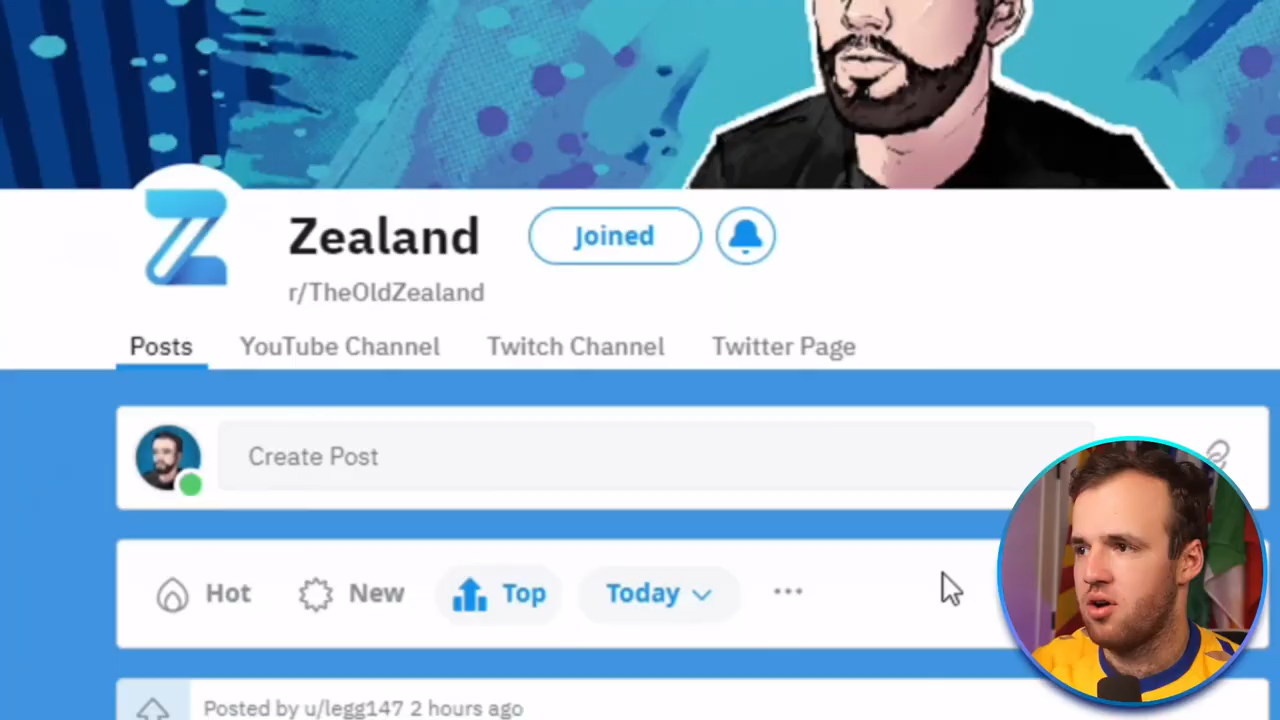 Zealand
Joined
r/TheOldZealand
Posts YouTube Channel Twitch Channel Twitter Page
Create Post
Hot New Top Today
Posted by u/legg147 2 hours ago